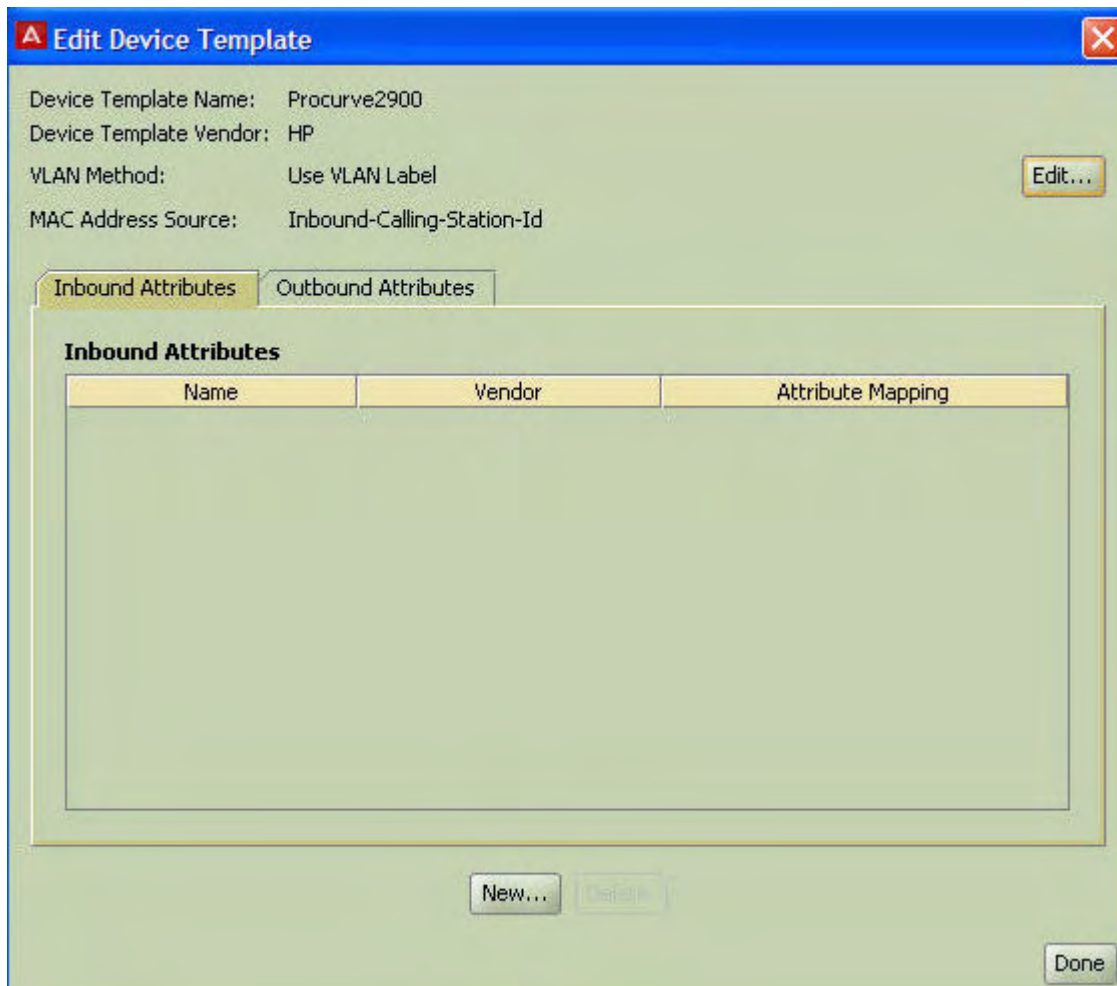 A Edit Device Template
Device Template Name: Procurve2900
Device Template Vendor: HP
VLAN Method: Use VLAN Label
Edit...
MAC Address Source: Inbound-Calling-Station-Id
Inbound Attributes Outbound Attributes
Inbound Attributes
Name Vendor Attribute Mapping
New... Delete
Done